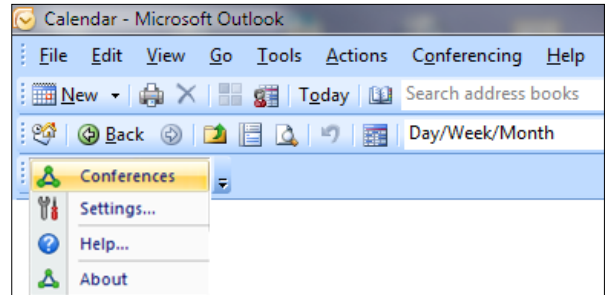 Calendar - Microsoft Outlook
File Edit View Go Tools Actions Conferencing Help
New Today Search address books
Back Day/Week/Month
Conferences
Settings...
Help...
About